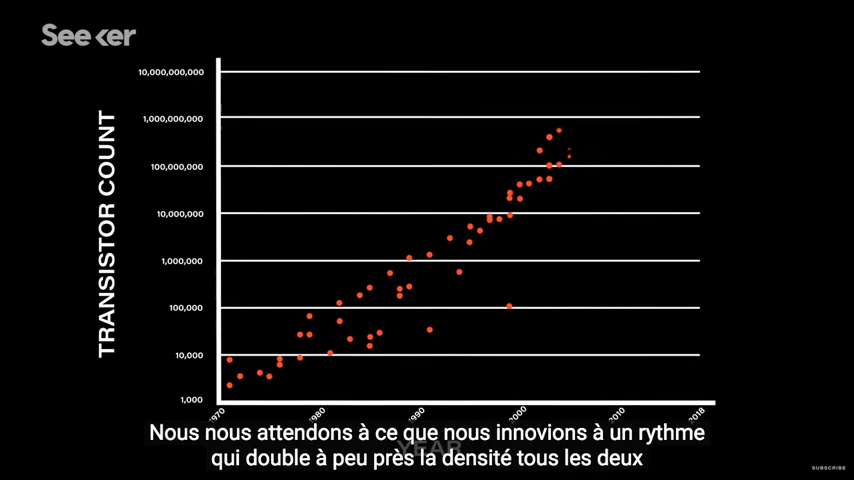 Seeker
10,000,000,000
1,000,000,000
100,000,000
10,000,000
1,000,000
100,000
10,000
1,000
TRANSISTOR COUNT
1970
1980
1990
2000
2010
2018
YEAR
Nous nous attendons à ce que nous innovions à un rythme
qui double à peu près la densité tous les deux
SUBSCRIBE